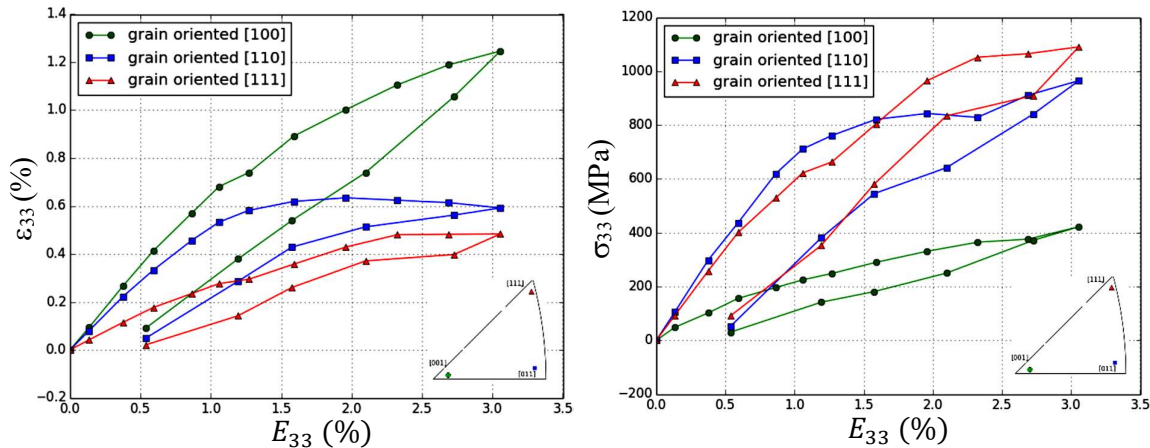 1.4
1.2
1.0
0.8
0.6
0.4
0.2
0.0
−0.2
ε33 (%)
grain oriented [100]
grain oriented [110]
grain oriented [111]
[111]
[001]
[011]
0.0 0.5 1.0 1.5 2.0 2.5 3.0 3.5
E33 (%)
1200
1000
800
600
400
200
0
−200
σ33 (MPa)
grain oriented [100]
grain oriented [110]
grain oriented [111]
[111]
[001]
[011]
0.0 0.5 1.0 1.5 2.0 2.5 3.0 3.5
E33 (%)